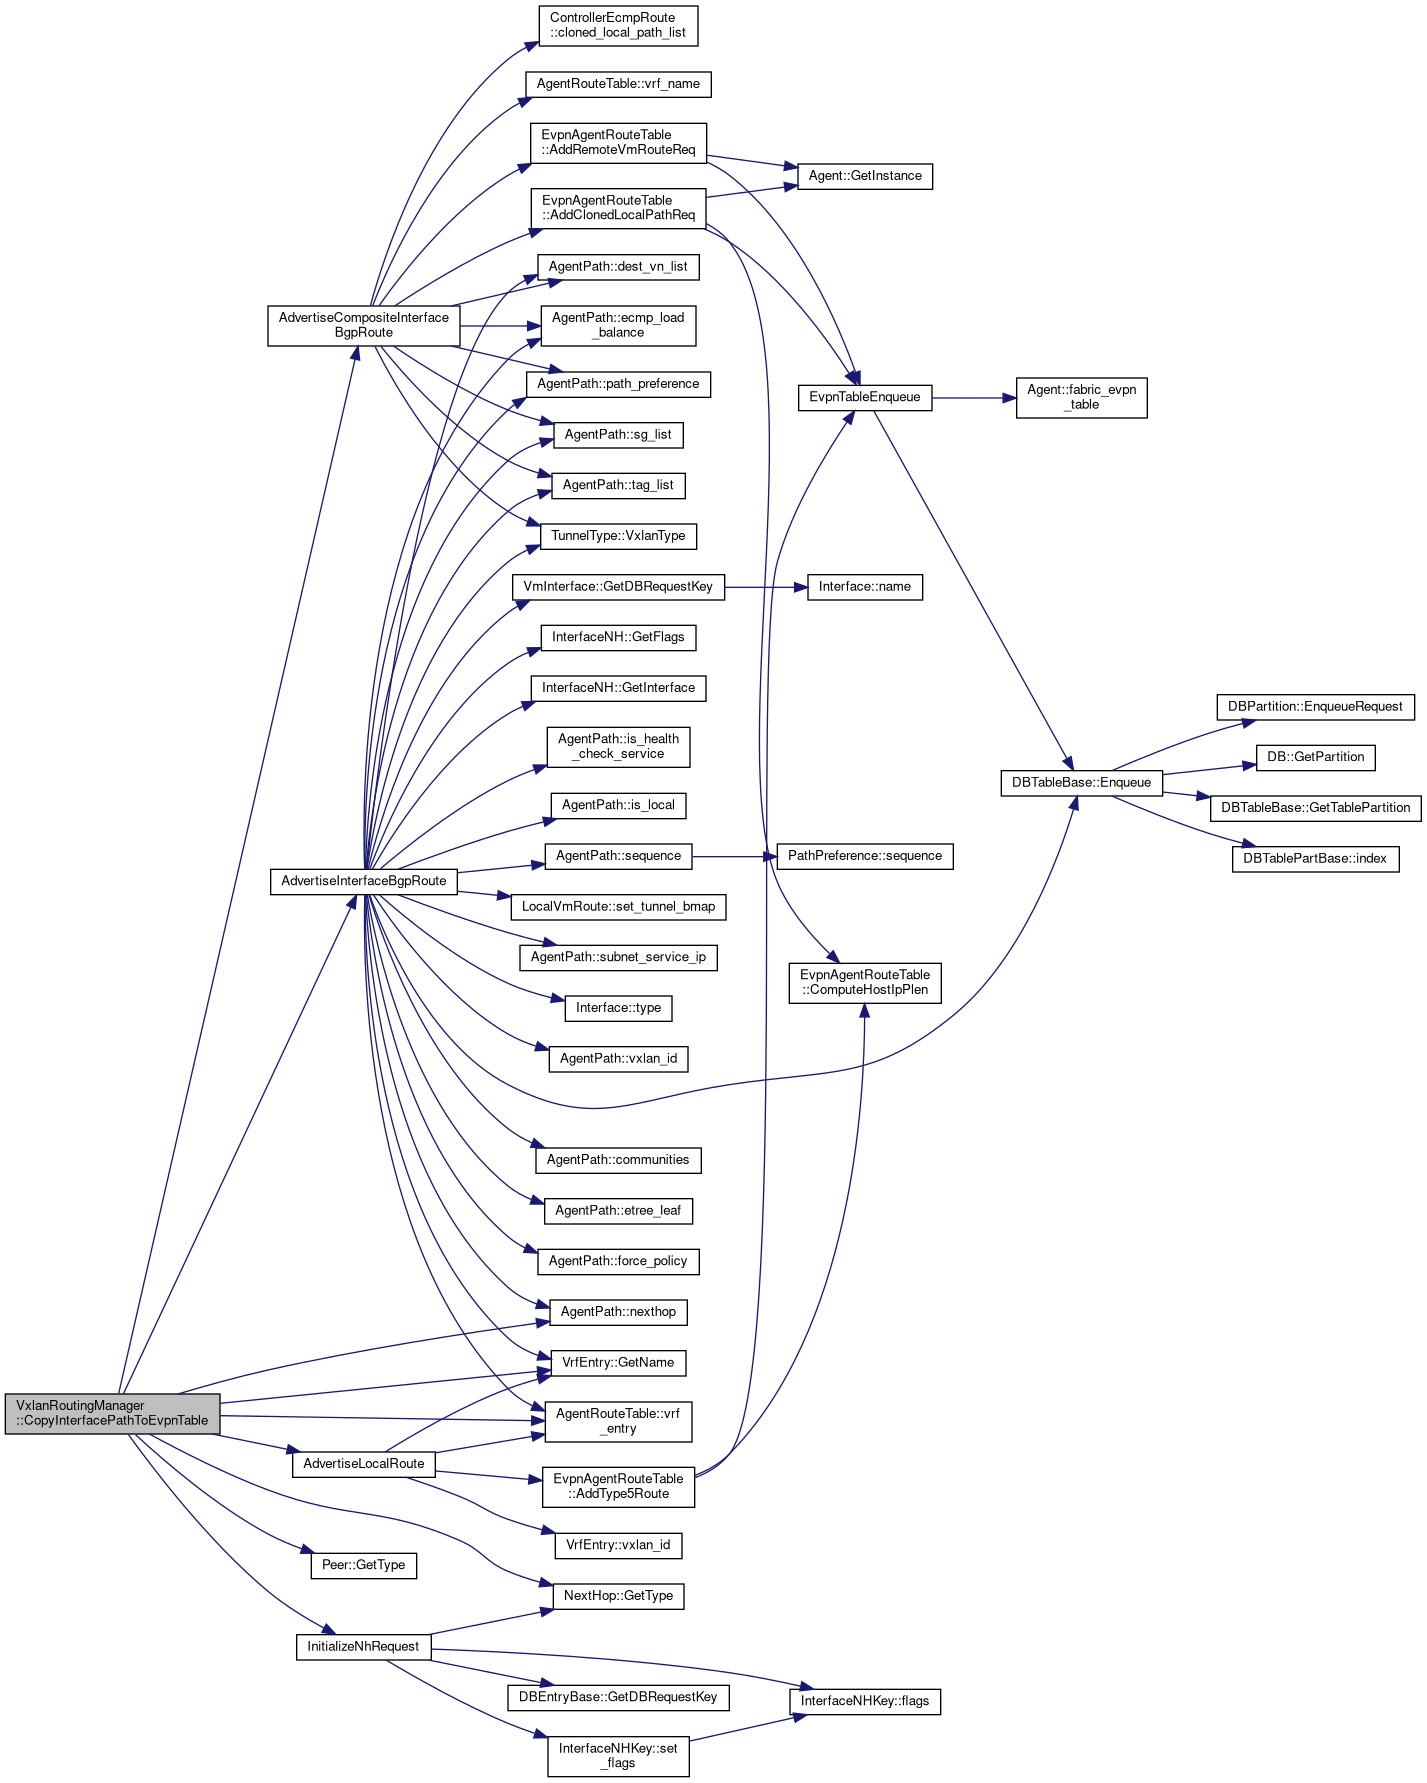 ControllerEcmpRoute
::cloned_local_path_list
AgentRouteTable::vrf_name
EvpnAgentRouteTable
::AddRemoteVmRouteReq
Agent::GetInstance
EvpnAgentRouteTable
::AddClonedLocalPathReq
AgentPath::dest_vn_list
AdvertiseCompositeInterface
BgpRoute
AgentPath::ecmp_load
_balance
AgentPath::path_preference
EvpnTableEnqueue
Agent::fabric_evpn
_table
AgentPath::sg_list
AgentPath::tag_list
TunnelType::VxlanType
VmInterface::GetDBRequestKey
Interface::name
InterfaceNH::GetFlags
InterfaceNH::GetInterface
DBPartition::EnqueueRequest
AgentPath::is_health
_check_service
DB::GetPartition
DBTableBase::Enqueue
AgentPath::is_local
DBTableBase::GetTablePartition
AgentPath::sequence
PathPreference::sequence
DBTablePartBase::index
AdvertiseInterfaceBgpRoute
LocalVmRoute::set_tunnel_bmap
AgentPath::subnet_service_ip
EvpnAgentRouteTable
::ComputeHostIpPlen
Interface::type
AgentPath::vxlan_id
AgentPath::communities
AgentPath::etree_leaf
AgentPath::force_policy
AgentPath::nexthop
VrfEntry::GetName
VxlanRoutingManager
::CopyInterfacePathToEvpnTable
AgentRouteTable::vrf
_entry
AdvertiseLocalRoute
EvpnAgentRouteTable
::AddType5Route
VrfEntry::vxlan_id
Peer::GetType
NextHop::GetType
InitializeNhRequest
DBEntryBase::GetDBRequestKey
InterfaceNHKey::flags
InterfaceNHKey::set
_flags